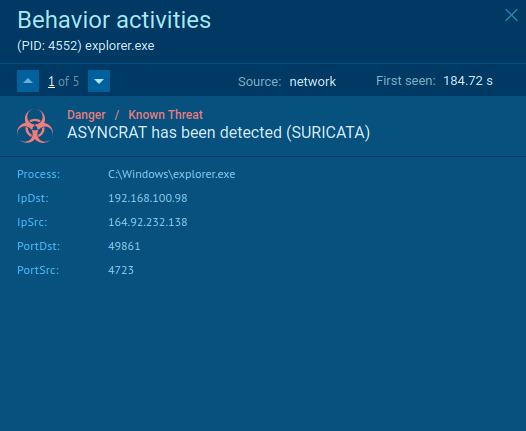 Behavior activities
(PID: 4552) explorer.exe
1 of 5 Source: network First seen: 184.72 s
Danger / Known Threat
ASYNCRAT has been detected (SURICATA)
Process: C:\Windows\explorer.exe
IpDst: 192.168.100.98
IpSrc: 164.92.232.138
PortDst: 49861
PortSrc: 4723